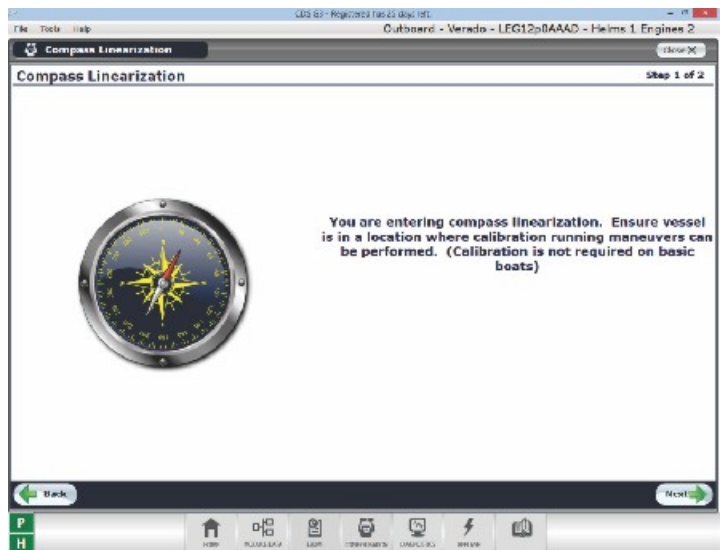 CDS G3 - Registered has 25 days left
File Tools Help
Outboard - Verado - LEG12p0AAAD - Helms 1 Engines 2
Compass Linearization
Close
Compass Linearization
Step 1 of 2
You are entering compass linearization. Ensure vessel
is in a location where calibration running maneuvers can
be performed. (Calibration is not required on basic
boats)
Back
Next
P
H
HOME